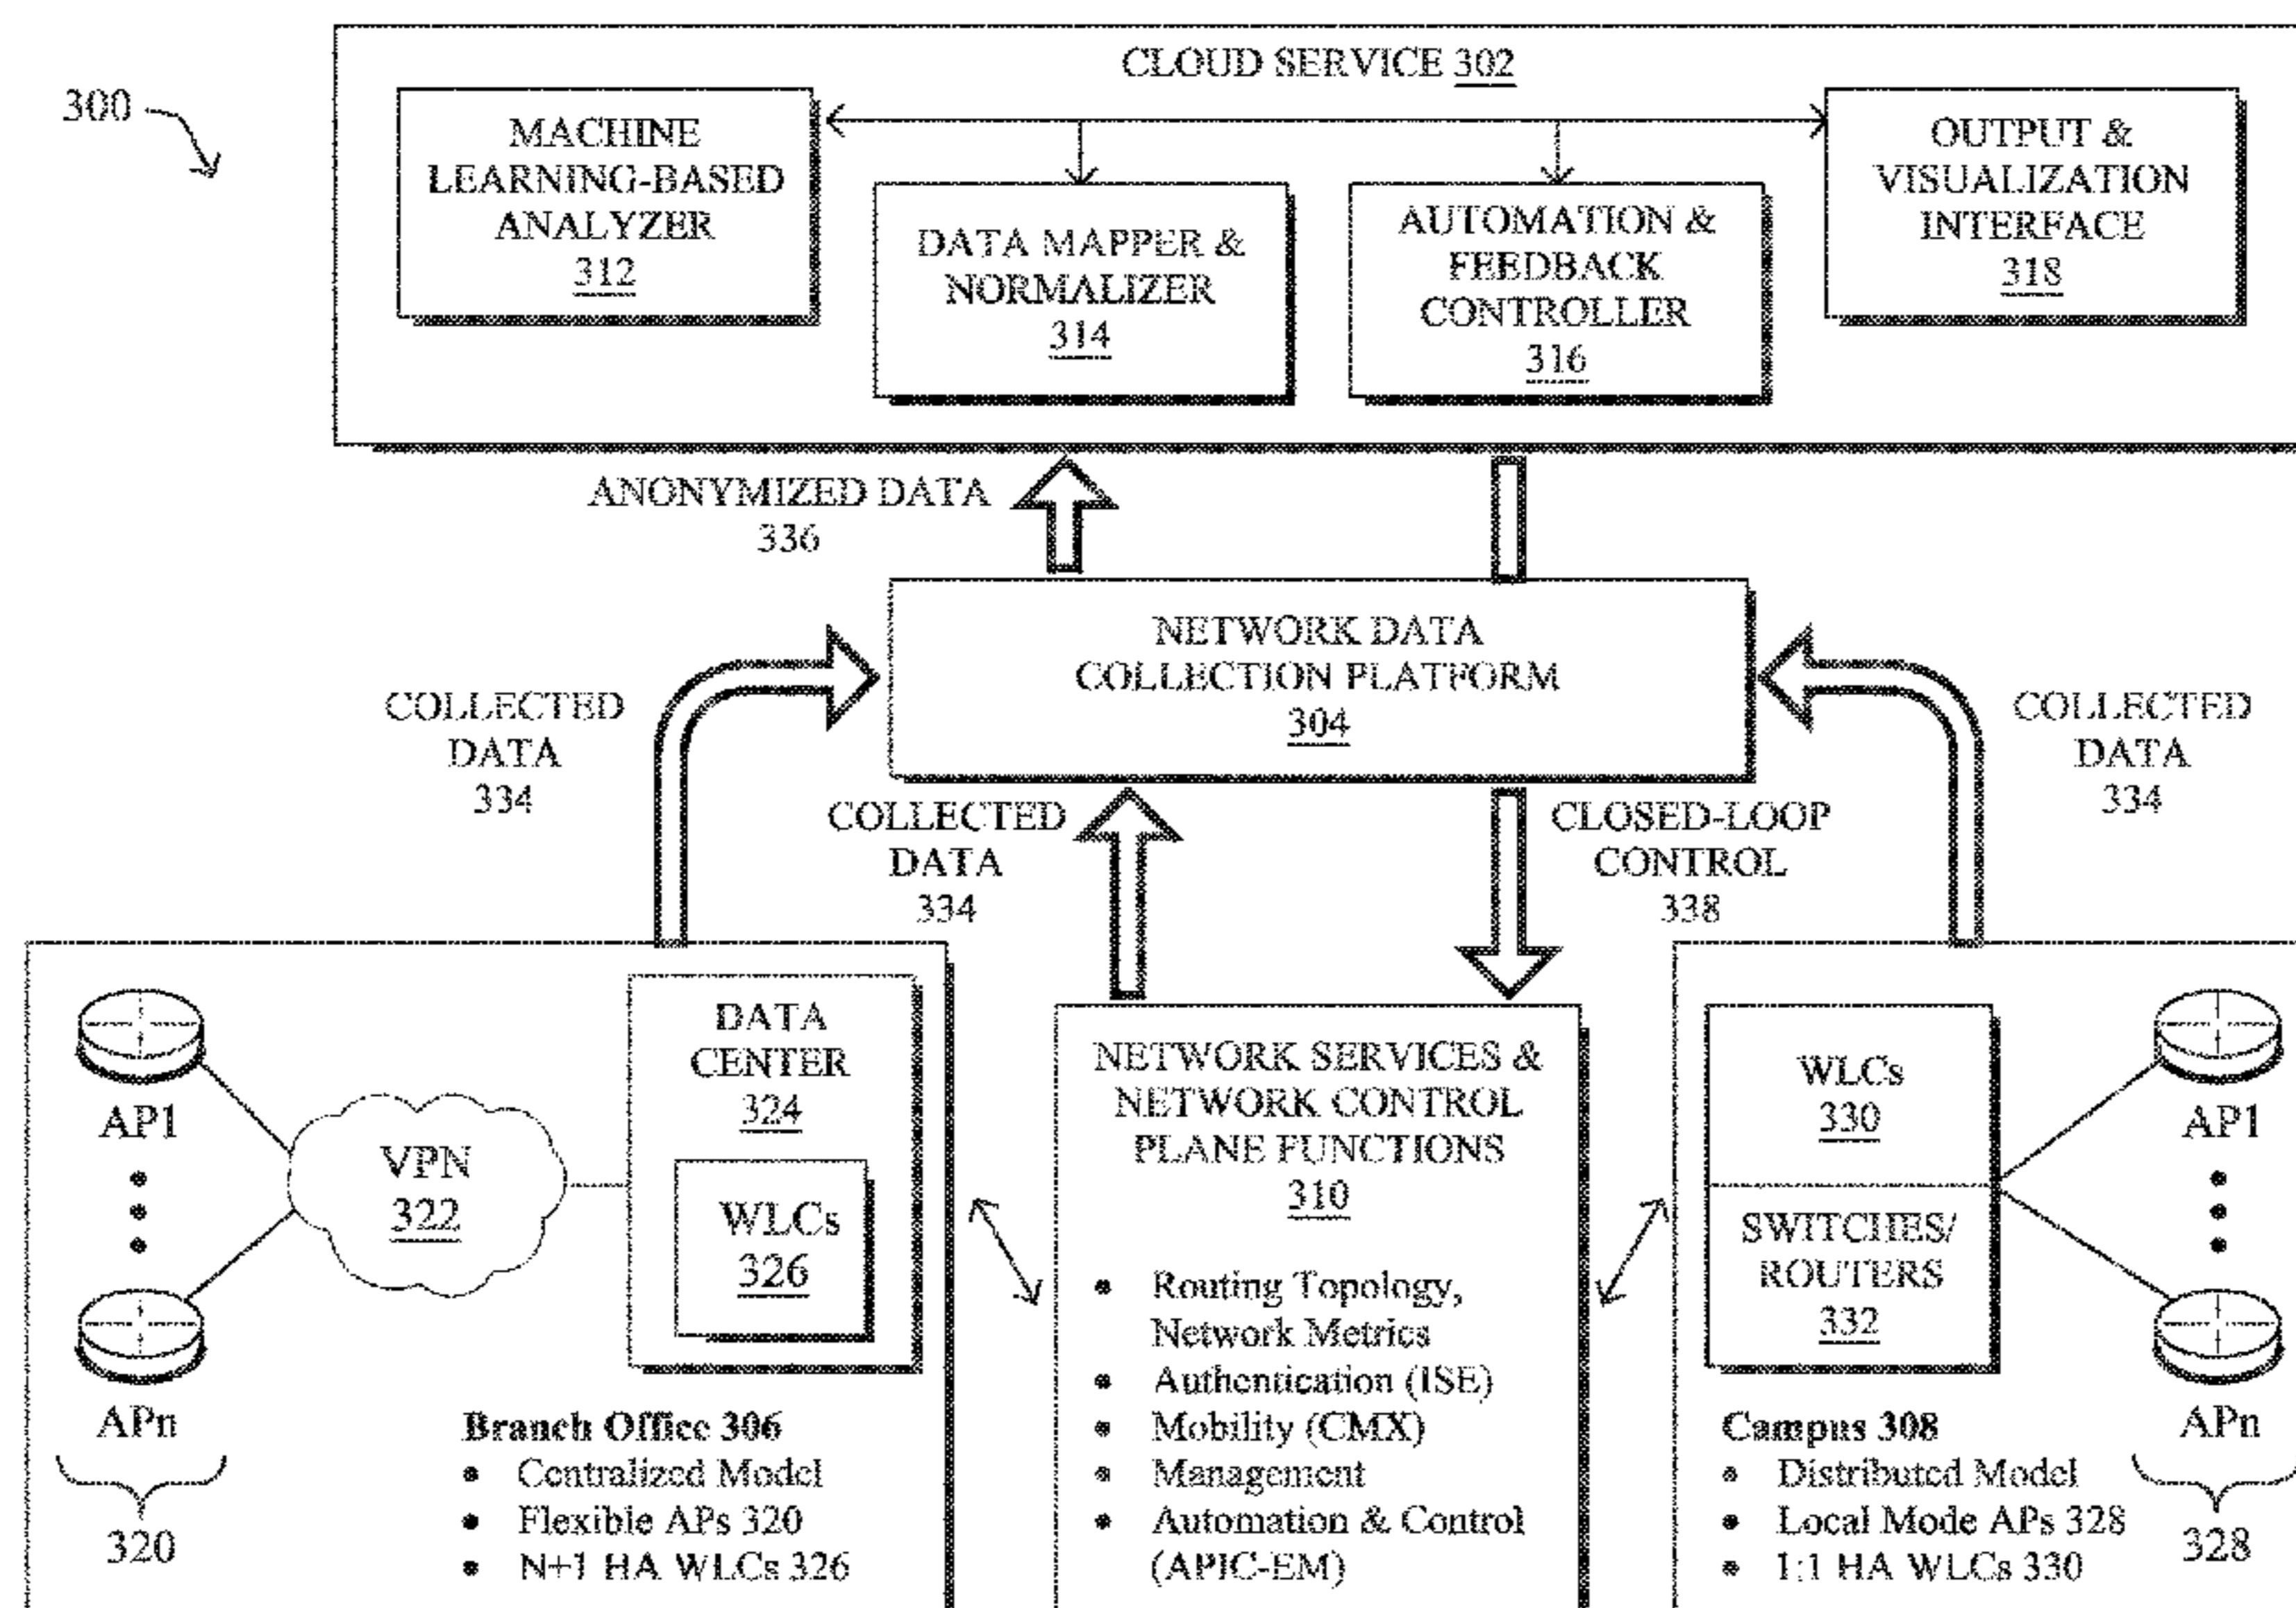 300
CLOUD SERVICE 302
MACHINE
LEARNING-BASED
ANALYZER
312
DATA MAPPER &
NORMALIZER
314
AUTOMATION &
FEEDBACK
CONTROLLER
316
OUTPUT &
VISUALIZATION
INTERFACE
318
ANONYMIZED DATA
336
NETWORK DATA
COLLECTION PLATFORM
304
COLLECTED
DATA
334
COLLECTED
DATA
334
CLOSED-LOOP
CONTROL
338
COLLECTED
DATA
334
AP1
APn
320
VPN
322
DATA
CENTER
324
WLCs
326
Branch Office 306
• Centralized Model
• Flexible APs 320
• N+1 HA WLCs 326
NETWORK SERVICES &
NETWORK CONTROL
PLANE FUNCTIONS
310
• Routing Topology,
Network Metrics
• Authentication (ISE)
• Mobility (CMX)
• Management
• Automation & Control
(APIC-EM)
WLCs
330
SWITCHES/
ROUTERS
332
Campus 308
• Distributed Model
• Local Mode APs 328
• 1:1 HA WLCs 330
AP1
APn
328